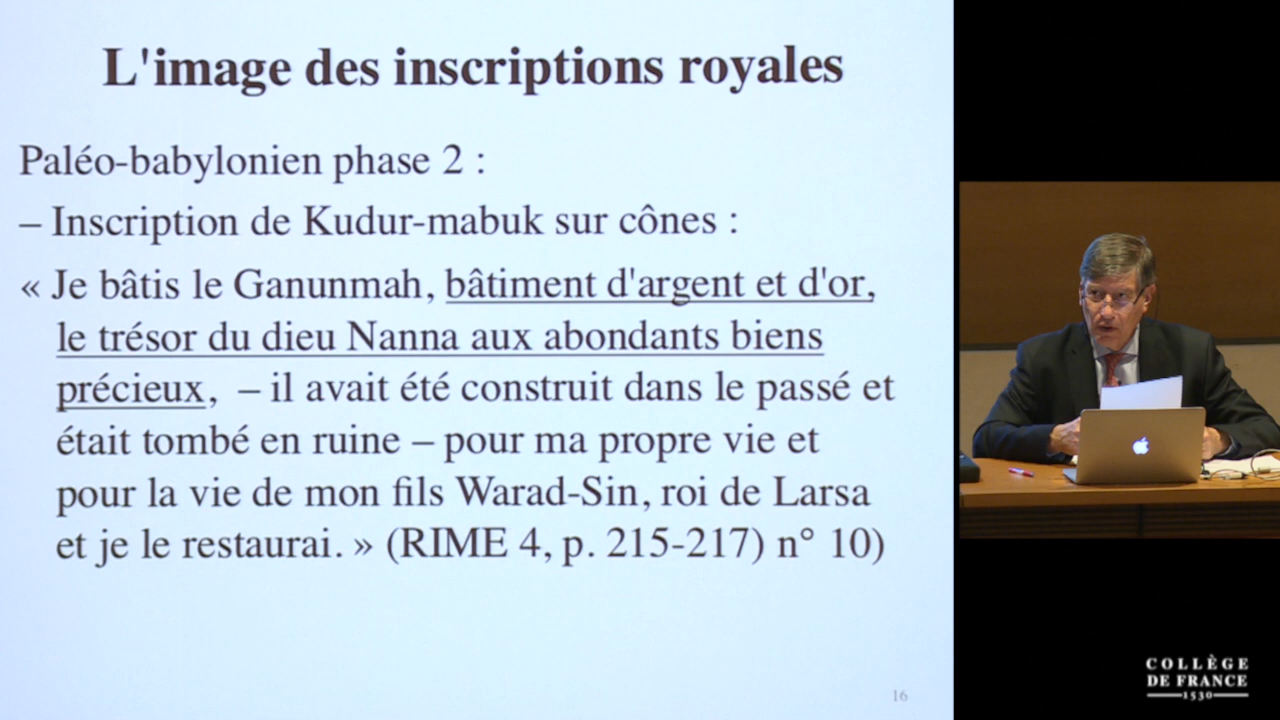 L'image des inscriptions royales
Paléo-babylonien phase 2 :
– Inscription de Kudur-mabuk sur cônes :
« Je bâtis le Ganunmah, bâtiment d'argent et d'or,
le trésor du dieu Nanna aux abondants biens
précieux, – il avait été construit dans le passé et
était tombé en ruine – pour ma propre vie et
pour la vie de mon fils Warad-Sin, roi de Larsa
et je le restaurai. » (RIME 4, p. 215-217) n° 10)
16
COLLÈGE
DE FRANCE
1530